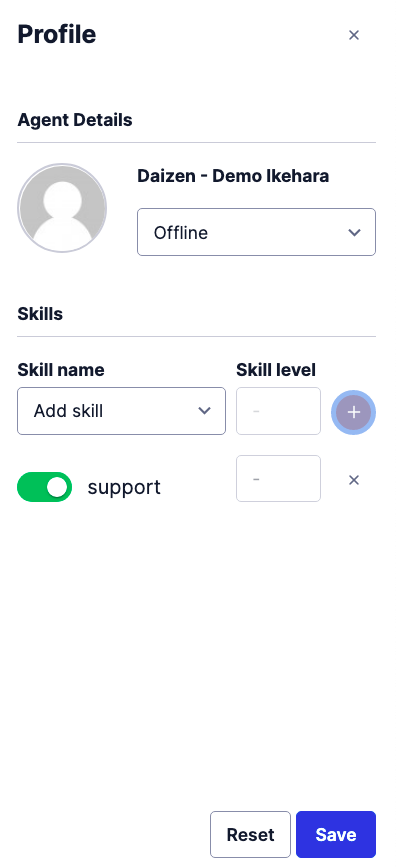 Profile
Agent Details
Daizen - Demo Ikehara
Offline
Skills
Skill name Skill level
Add skill -
support -
Reset Save